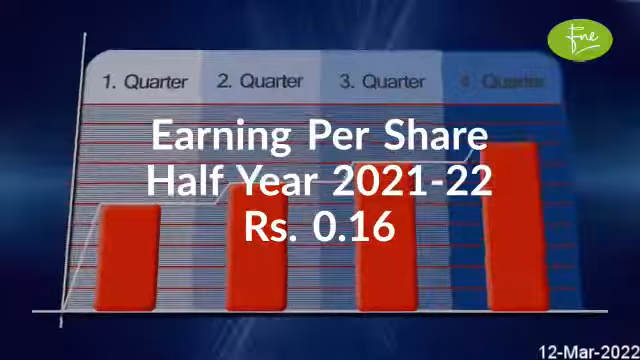 fne
1. Quarter 2. Quarter 3. Quarter 4. Quarter
Earning Per Share
Half Year 2021-22
Rs. 0.16
12-Mar-2022